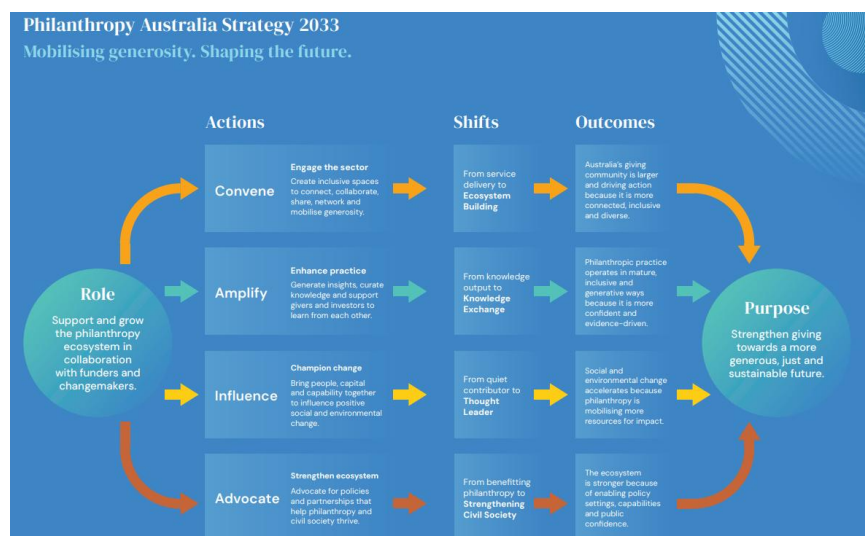 Philanthropy Australia Strategy 2033
Mobilising generosity. Shaping the future.
Actions
Shifts
Outcomes
Role
Support and grow
the philanthropy
ecosystem in
collaboration
with funders and
changemakers.
Convene
Engage the sector
Create inclusive spaces
to connect, collaborate,
share, network and
mobilise generosity.
From service
delivery to
Ecosystem
Building
Australia's giving
community is larger
and driving action
because it is more
connected, inclusive
and diverse.
Amplify
Enhance practice
Generate insights, curate
knowledge and support
givers and investors to
learn from each other.
From knowledge
output to
Knowledge
Exchange
Philanthropic practice
operates in mature,
inclusive and
generative ways
because it is more
confident and
evidence-driven.
Influence
Champion change
Bring people, capital
and capability together
to influence positive
social and environmental
change.
From quiet
contributor to
Thought
Leader
Social and
environmental change
accelerates because
philanthropy is
mobilising more
resources for impact.
Advocate
Strengthen ecosystem
Advocate for policies
and partnerships that
help philanthropy and
civil society thrive.
From benefitting
philanthropy to
Strengthening
Civil Society
The ecosystem
is stronger because
of enabling policy
settings, capabilities
and public
confidence.
Purpose
Strengthen giving
towards a more
generous, just and
sustainable future.